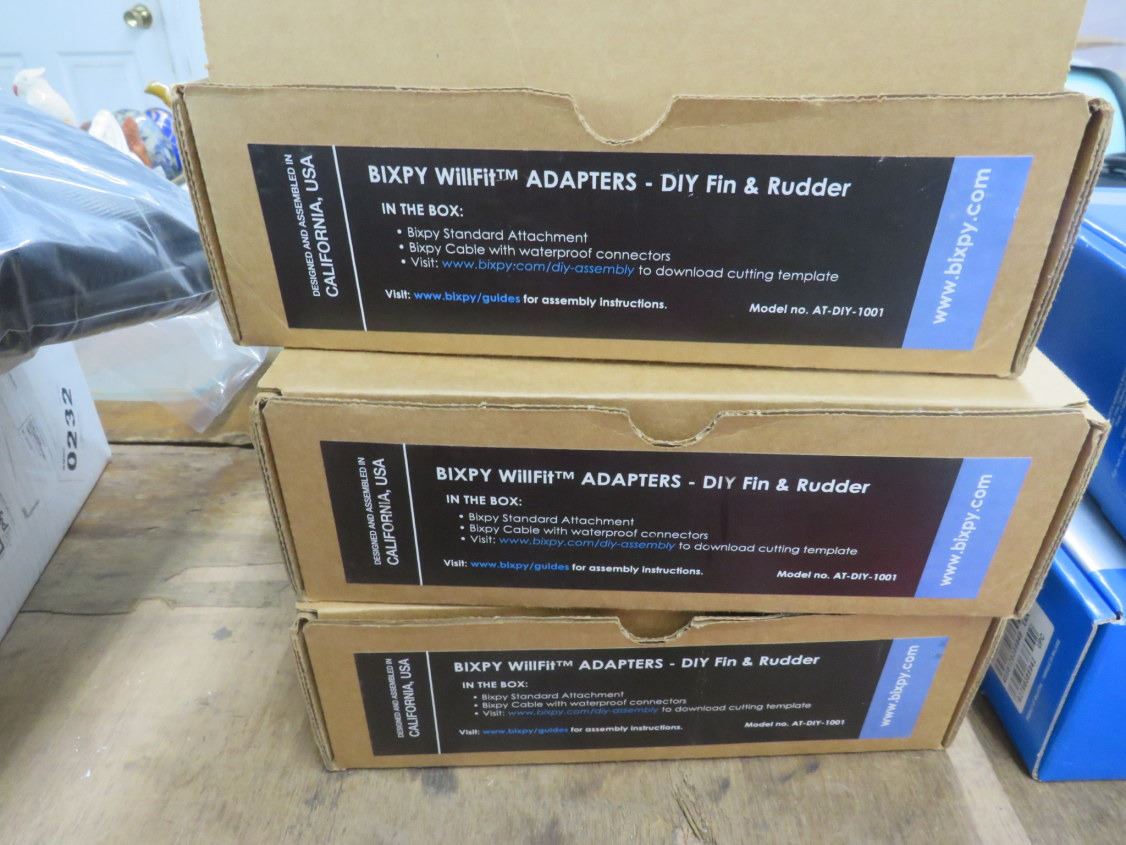 DESIGNED AND ASSEMBLED IN
CALIFORNIA, USA
BIXPY WillFit™ ADAPTERS - DIY Fin & Rudder
IN THE BOX:
• Bixpy Standard Attachment
• Bixpy Cable with waterproof connectors
• Visit: www.bixpy.com/diy-assembly to download cutting template
Visit: www.bixpy/guides for assembly instructions.
Model no. AT-DIY-1001
www.bixpy.com
DESIGNED AND ASSEMBLED IN
CALIFORNIA, USA
BIXPY WillFit™ ADAPTERS - DIY Fin & Rudder
IN THE BOX:
• Bixpy Standard Attachment
• Bixpy Cable with waterproof connectors
• Visit: www.bixpy.com/diy-assembly to download cutting template
Visit: www.bixpy/guides for assembly instructions.
Model no. AT-DIY-1001
www.bixpy.com
DESIGNED AND ASSEMBLED IN
CALIFORNIA, USA
BIXPY WillFit™ ADAPTERS - DIY Fin & Rudder
IN THE BOX:
• Bixpy Standard Attachment
• Bixpy Cable with waterproof connectors
• Visit: www.bixpy.com/diy-assembly to download cutting template
Visit: www.bixpy/guides for assembly instructions.
Model no. AT-DIY-1001
www.bixpy.com
0232